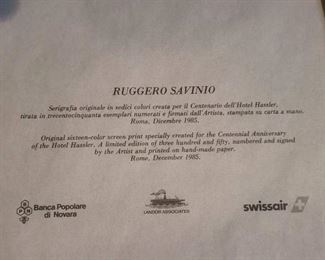 RUGGERO SAVINIO
Serigrafia originale in sedici colori creata per il Centenario dell'Hotel Hassler,
tirata in trecentocinquanta esemplari numerati e firmati dall'Artista, stampata su carta a mano.
Roma, Dicembre 1985.
Original sixteen-color screen print specially created for the Centennial Anniversary
of the Hotel Hassler. A limited edition of three hundred and fifty, numbered and signed
by the Artist and printed on hand-made paper.
Rome, December 1985.
Banca Popolare
di Novara
LANDOR ASSOCIATES
swissair